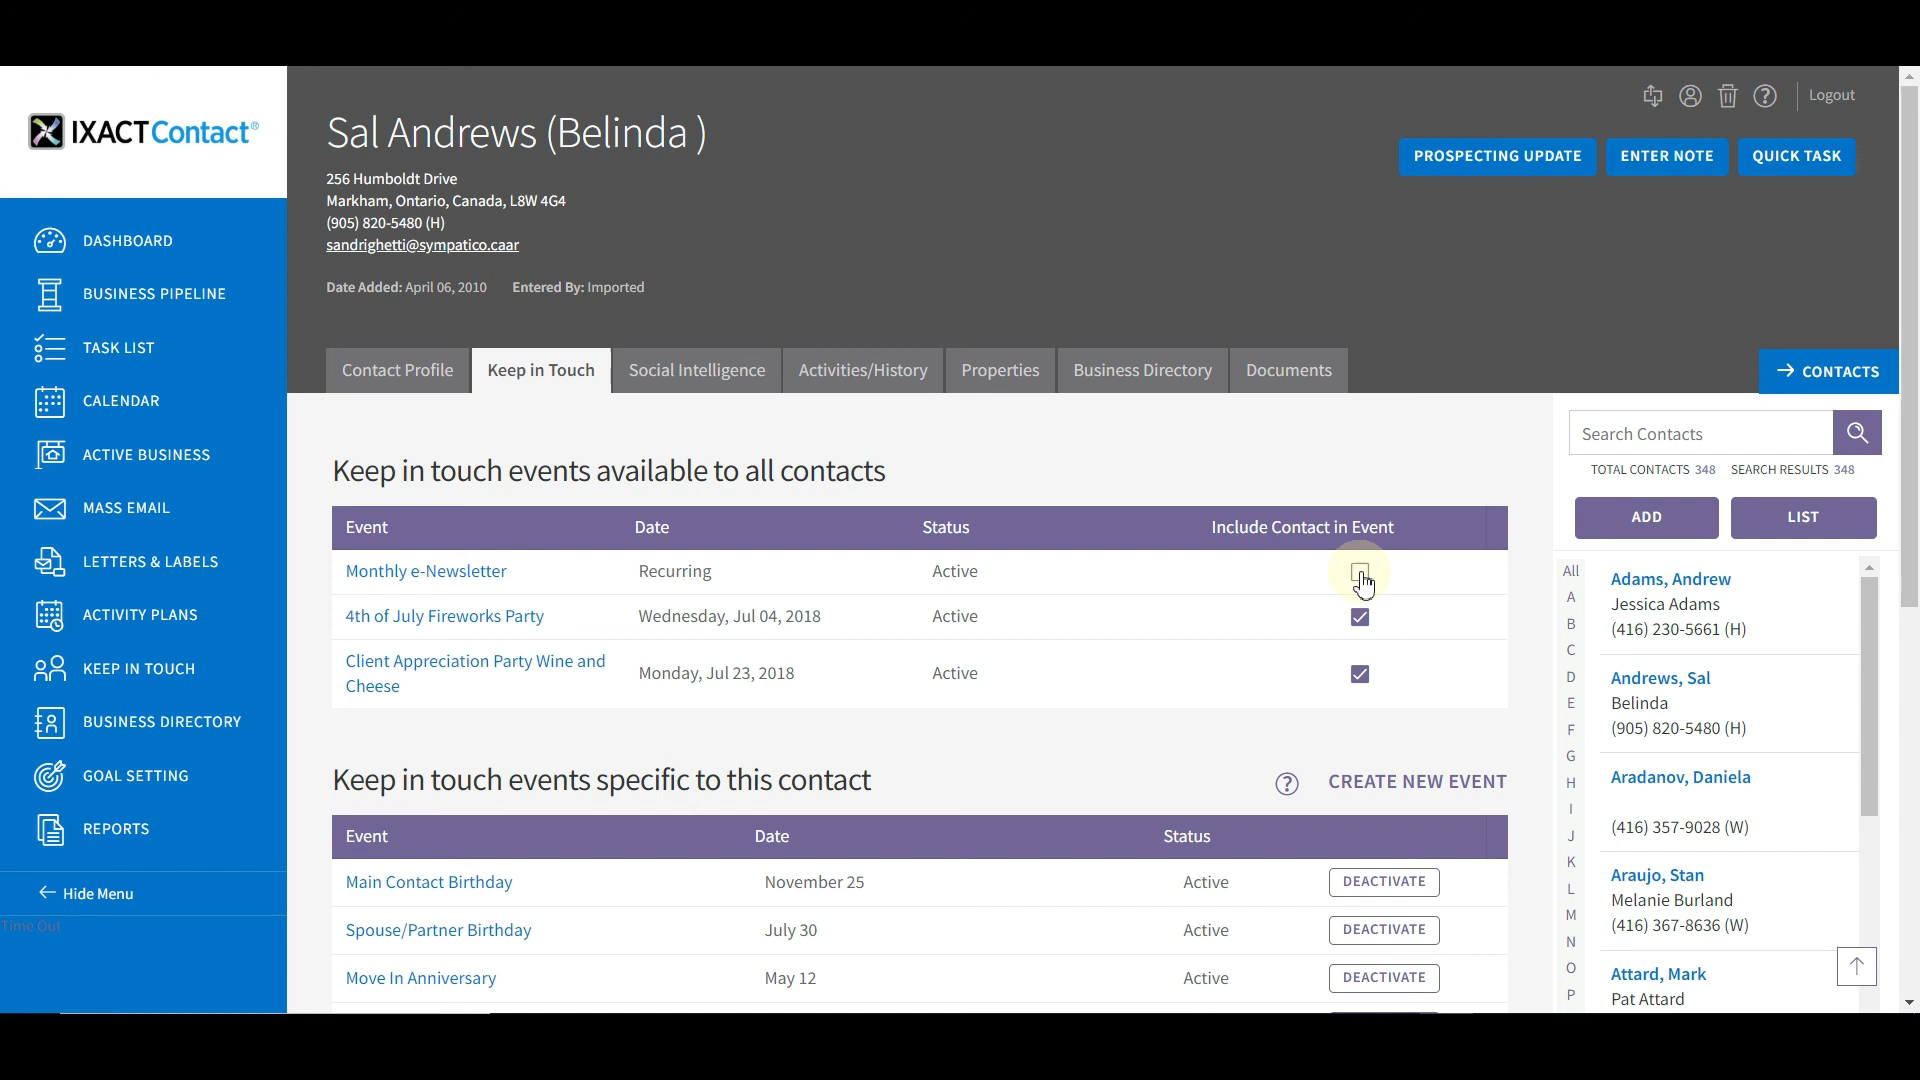 IXACTContact®
Sal Andrews (Belinda )
256 Humboldt Drive
Markham, Ontario, Canada, L8W 4G4
(905) 820-5480 (H)
sandrighetti@sympatico.caar
Date Added: April 06, 2010 Entered By: Imported
Logout
PROSPECTING UPDATE ENTER NOTE QUICK TASK
DASHBOARD
BUSINESS PIPELINE
TASK LIST
CALENDAR
ACTIVE BUSINESS
MASS EMAIL
LETTERS & LABELS
ACTIVITY PLANS
KEEP IN TOUCH
BUSINESS DIRECTORY
GOAL SETTING
REPORTS
Hide Menu
Time Out
Contact Profile Keep in Touch Social Intelligence Activities/History Properties Business Directory Documents
CONTACTS
Keep in touch events available to all contacts
Event Date Status Include Contact in Event
Monthly e-Newsletter Recurring Active
4th of July Fireworks Party Wednesday, Jul 04, 2018 Active
Client Appreciation Party Wine and
Cheese Monday, Jul 23, 2018 Active
Keep in touch events specific to this contact
? CREATE NEW EVENT
Event Date Status
Main Contact Birthday November 25 Active DEACTIVATE
Spouse/Partner Birthday July 30 Active DEACTIVATE
Move In Anniversary May 12 Active DEACTIVATE
Search Contacts
TOTAL CONTACTS 348 SEARCH RESULTS 348
ADD LIST
All
A
B
C
D
E
F
G
H
I
J
K
L
M
N
O
P
Adams, Andrew
Jessica Adams
(416) 230-5661 (H)
Andrews, Sal
Belinda
(905) 820-5480 (H)
Aradanov, Daniela
(416) 357-9028 (W)
Araujo, Stan
Melanie Burland
(416) 367-8636 (W)
Attard, Mark
Pat Attard